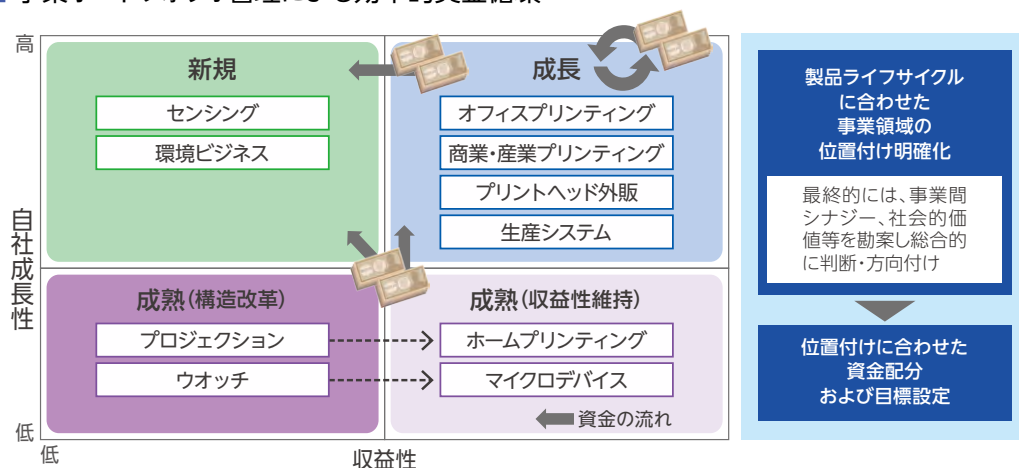 高
新規
センシング
環境ビジネス
成長
オフィスプリンティング
商業・産業プリンティング
プリントヘッド外販
生産システム
自社成長性
成熟(構造改革)
プロジェクション
ウオッチ
成熟(収益性維持)
ホームプリンティング
マイクロデバイス
資金の流れ
低
低
収益性
製品ライフサイクル
に合わせた
事業領域の
位置付け明確化
最終的には、事業間
シナジー、社会的価
値等を勘案し総合的
に判断・方向付け
位置付けに合わせた
資金配分
および目標設定